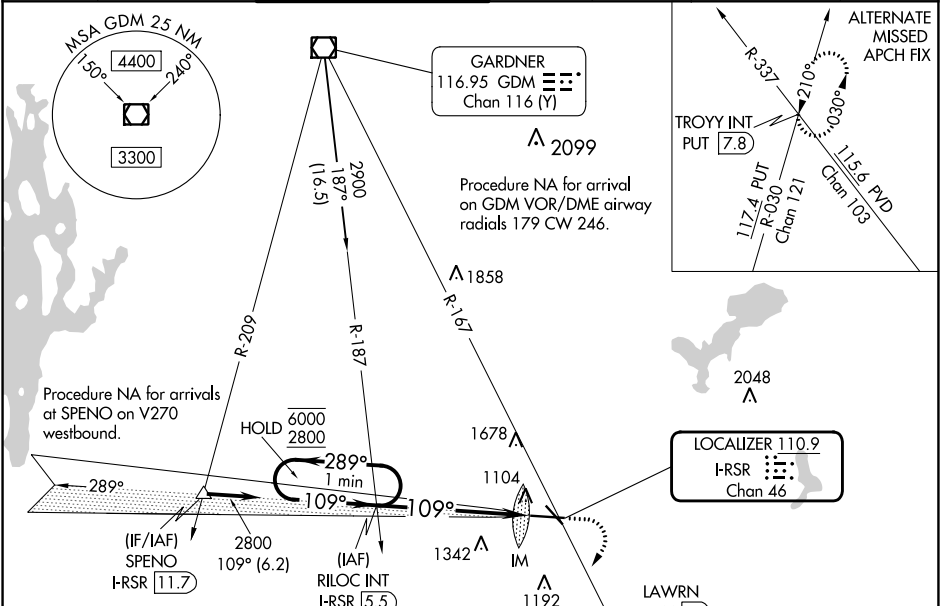 MSA GDM 25 NM
150°
240°
4400
3300
GARDNER
116.95 GDM
Chan 116 (Y)
2099
2900
187°
(16.5)
Procedure NA for arrival
on GDM VOR/DME airway
radials 179 CW 246.
ALTERNATE
MISSED
APCH FIX
R-337
210°
030°
TROYY INT
PUT 7.8
117.4 PUT
R-030
Chan 121
115.6 PVD
Chan 103
1858
R-209
R-187
R-167
2048
Procedure NA for arrivals
at SPENO on V270
westbound.
HOLD
6000
2800
289°
1 min
109°
109°
289°
1678
1104
LOCALIZER 110.9
I-RSR
Chan 46
(IF/IAF)
SPENO
I-RSR 11.7
2800
109° (6.2)
(IAF)
RILOC INT
I-RSR 5.5
1342
IM
1192
LAWRN